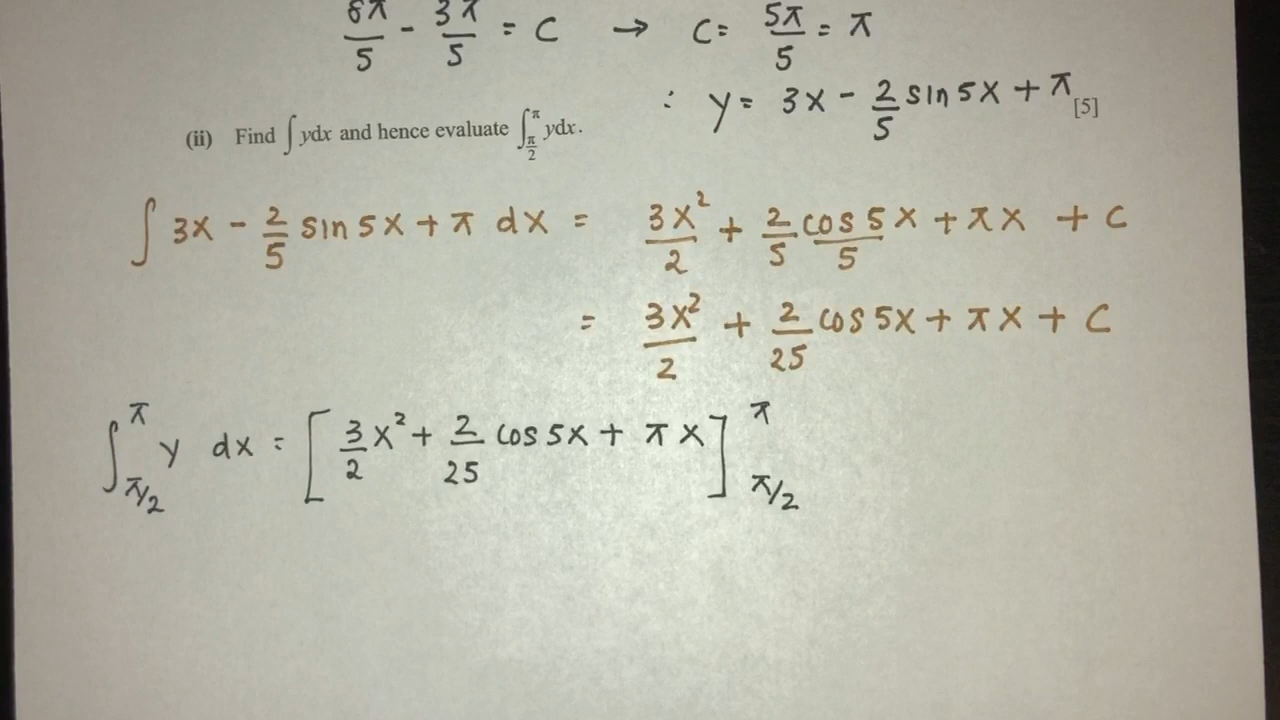 8π/5 - 3π/5 = C → C = 5π/5 = π
∴ y = 3x - 2/5 sin 5x + π [5]
(ii) Find ∫ydx and hence evaluate ∫_{π/2}^{π} ydx.
∫ 3x - 2/5 sin 5x + π dx = 3x²/2 + 2/5 cos 5x/5 + πx + C
= 3x²/2 + 2/25 cos 5x + πx + C
∫_{π/2}^{π} y dx = [3/2 x² + 2/25 cos 5x + πx]_{π/2}^{π}